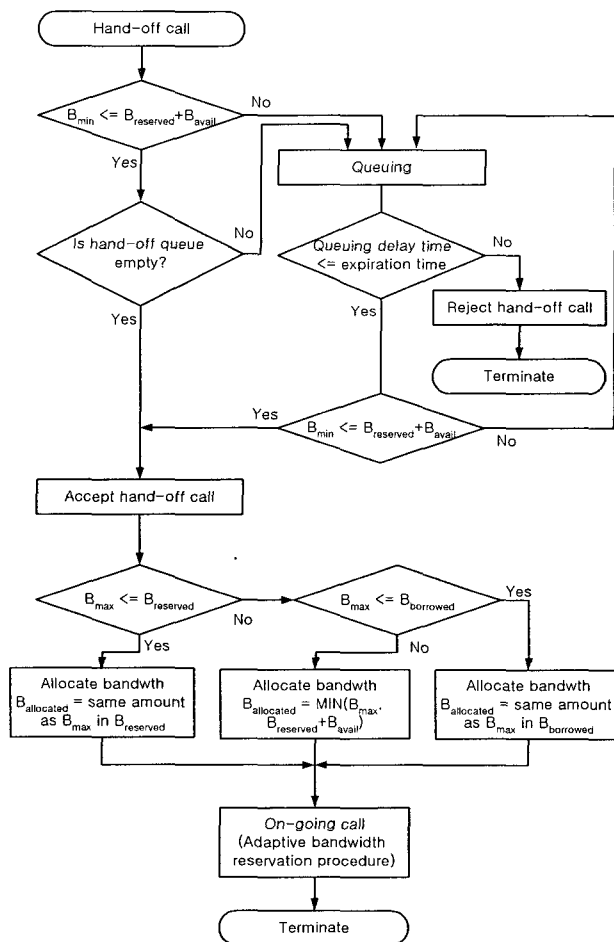 Hand-off call
B_min <= B_reserved+B_avail
No
Yes
Queuing
Is hand-off queue
empty?
No
Yes
Queuing delay time
<= expiration time
No
Yes
Reject hand-off call
Terminate
B_min <= B_reserved+B_avail
Yes
No
Accept hand-off call
B_max <= B_reserved
No
Yes
B_max <= B_borrowed
Yes
No
Allocate bandwth
B_allocated = same amount
as B_max in B_reserved
Allocate bandwth
B_allocated = MIN(B_max,
B_reserved+B_avail)
Allocate bandwth
B_allocated = same amount
as B_max in B_borrowed
On-going call
(Adaptive bandwidth
reservation procedure)
Terminate